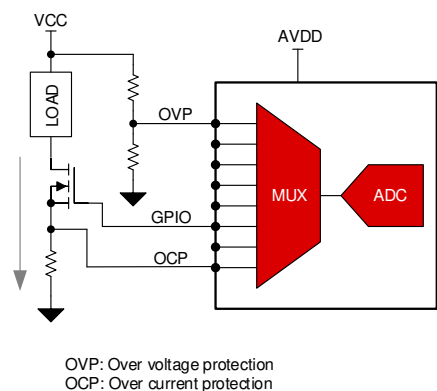 VCC
AVDD
LOAD
OVP
MUX
ADC
GPIO
OCP
OVP: Over voltage protection
OCP: Over current protection